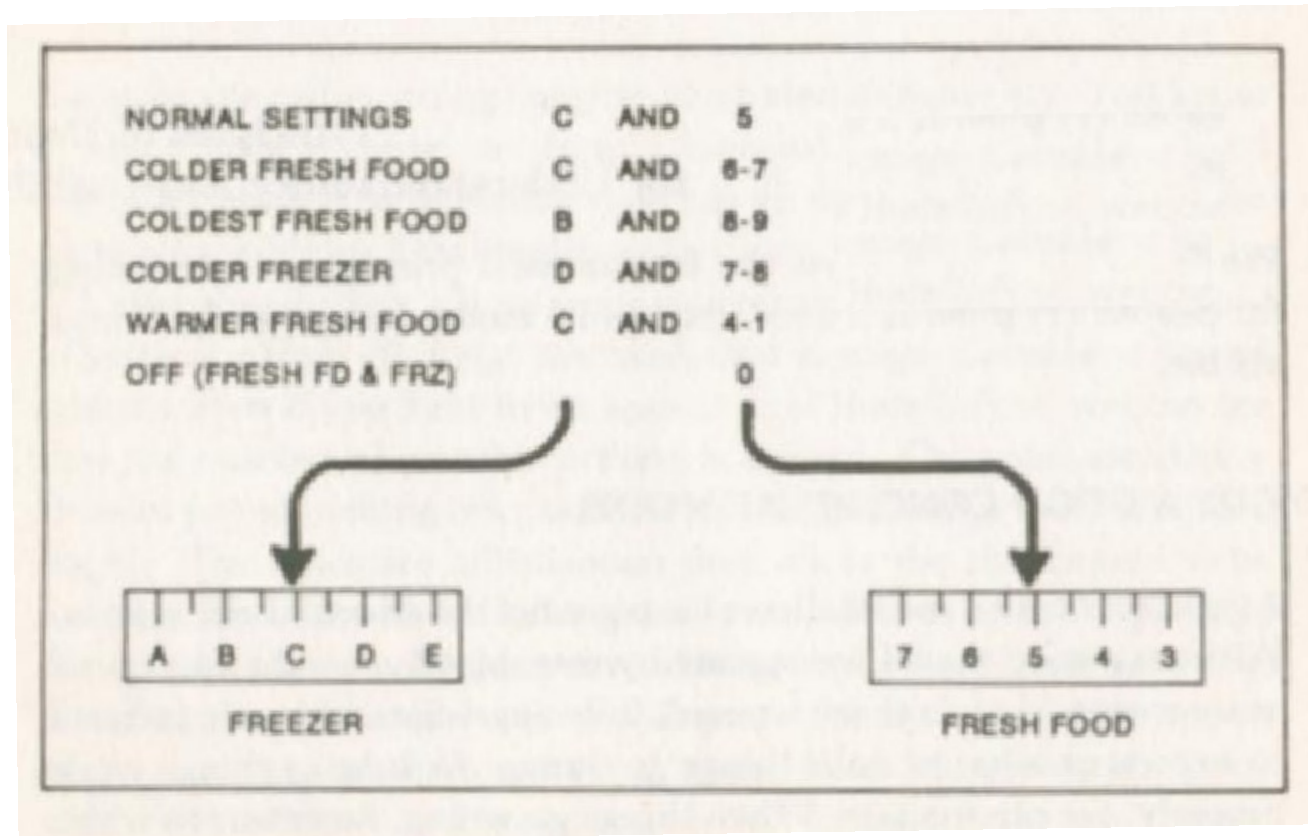 NORMAL SETTINGS C AND 5
COLDER FRESH FOOD C AND 6-7
COLDEST FRESH FOOD B AND 8-9
COLDER FREEZER D AND 7-8
WARMER FRESH FOOD C AND 4-1
OFF (FRESH FD & FRZ) 0
A B C D E
7 6 5 4 3
FREEZER
FRESH FOOD